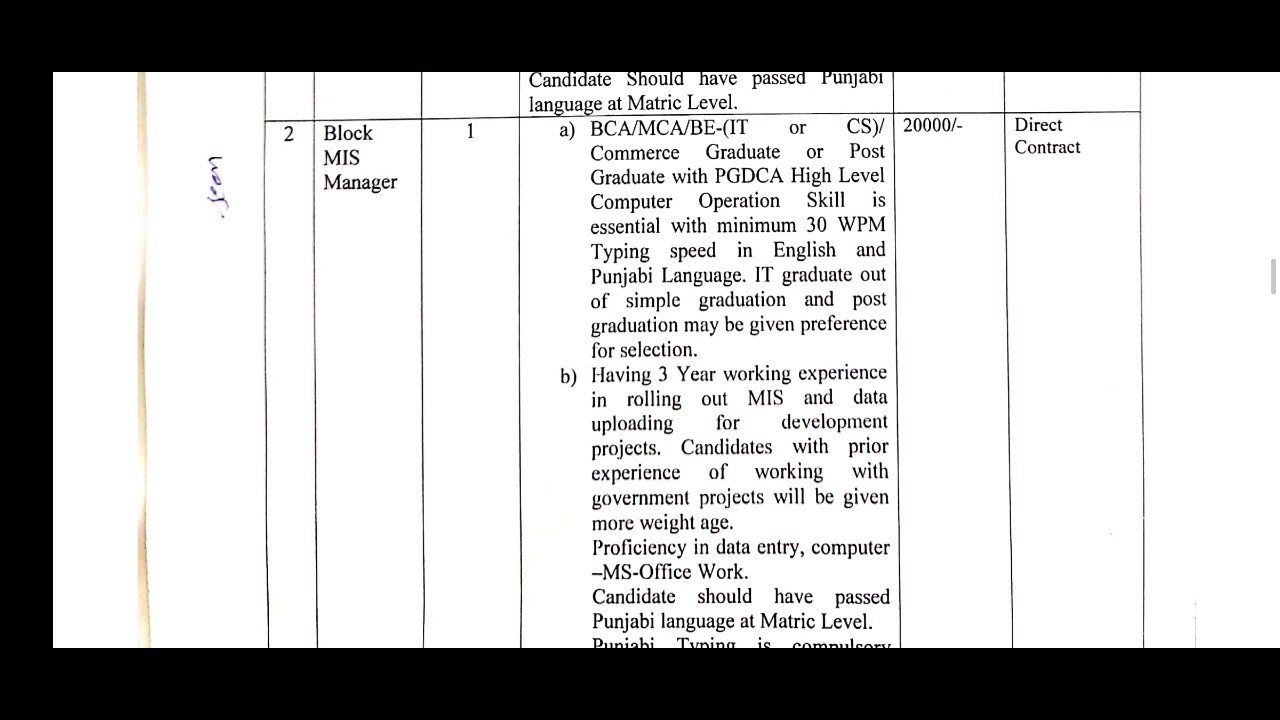 Candidate Should have passed Punjabi
language at Matric Level.
2 Block MIS Manager 1 a) BCA/MCA/BE-(IT or CS)/ 20000/- Direct Contract
Commerce Graduate or Post
Graduate with PGDCA High Level
Computer Operation Skill is
essential with minimum 30 WPM
Typing speed in English and
Punjabi Language. IT graduate out
of simple graduation and post
graduation may be given preference
for selection.
b) Having 3 Year working experience
in rolling out MIS and data
uploading for development
projects. Candidates with prior
experience of working with
government projects will be given
more weight age.
Proficiency in data entry, computer
–MS-Office Work.
Candidate should have passed
Punjabi language at Matric Level.
Punjabi Typing is compulsory